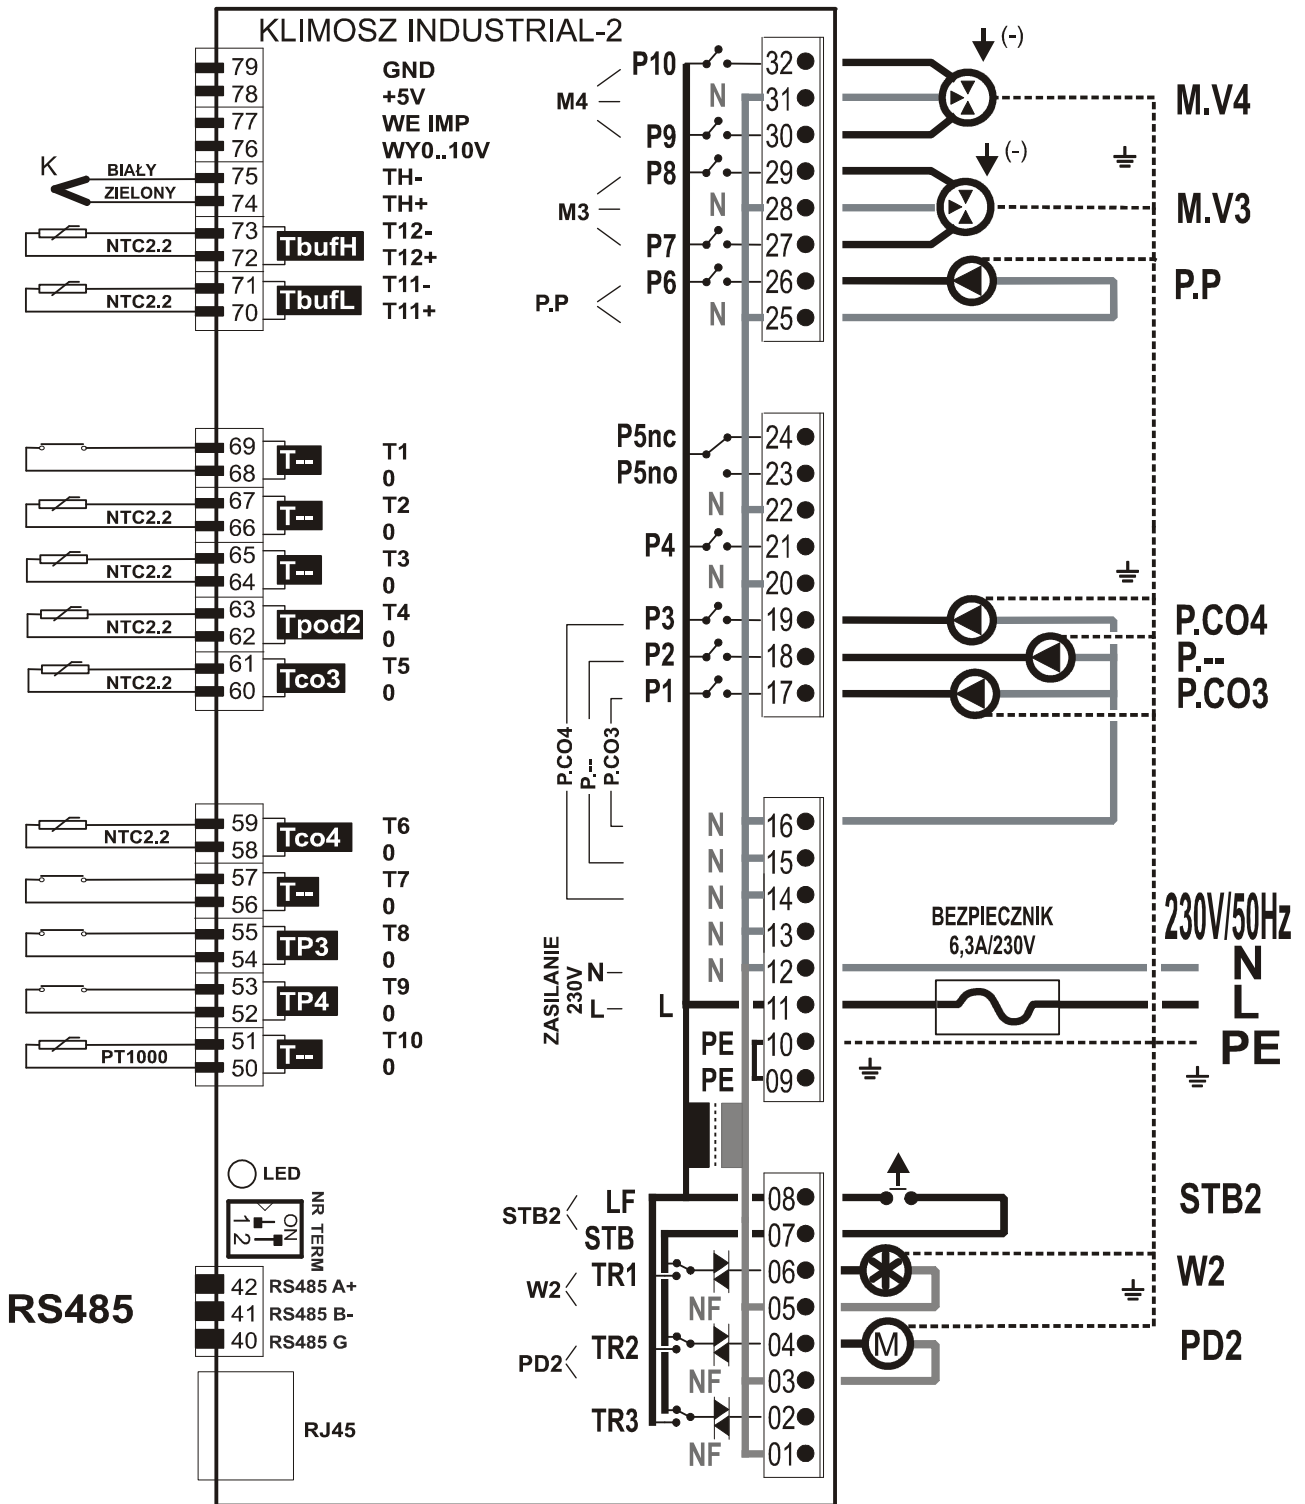 KLIMOSZ INDUSTRIAL-2
79 GND
78 +5V
77 WE IMP
76 WY0..10V
K BIAŁY 75 TH-
ZIELONY 74 TH+
73 T12-
NTC2.2 TbufH
72 T12+
71 T11-
NTC2.2 TbufL
70 T11+
69 T1
T--
68 0
67 T2
NTC2.2 T--
66 0
65 T3
NTC2.2 T--
64 0
63 T4
NTC2.2 Tpod2
62 0
61 T5
NTC2.2 Tco3
60 0
59 T6
NTC2.2 Tco4
58 0
57 T7
T--
56 0
55 T8
TP3
54 0
53 T9
TP4
52 0
51 T10
PT1000 T--
50 0
LED
1 2 ON
NR TERM
RS485
42 RS485 A+
41 RS485 B-
40 RS485 G
RJ45
P10 32 (-)
M4 N 31 M.V4
P9 30
P8 29 (-)
M3 N 28 M.V3
P7 27
P6 26 P.P
P.P
N 25
P5nc 24
P5no 23
N 22
P4 21
N 20
P3 19 P.CO4
P2 18 P.--
P1 17 P.CO3
P.CO4
P.--
P.CO3
N 16
N 15
N 14
N 13
BEZPIECZNIK
6,3A/230V
230V/50Hz
ZASILANIE
230V
N N 12 N
L L 11 L
PE 10 PE
PE 09
LF 08 STB2
STB2
STB 07
TR1 06 W2
W2
NF 05
TR2 04 M PD2
PD2
NF 03
TR3 02
NF 01